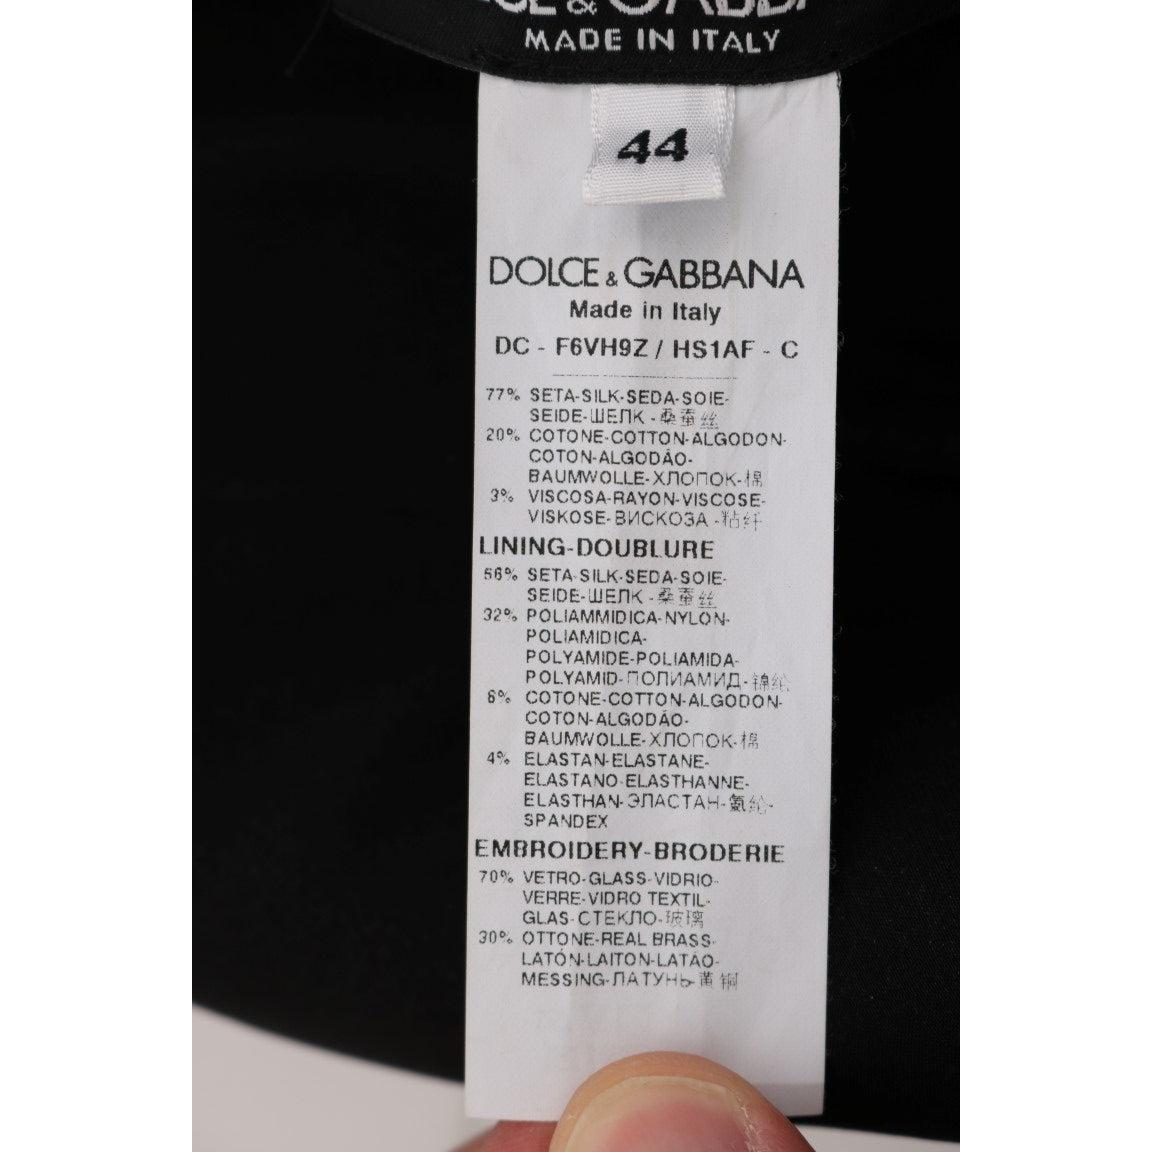 MADE IN ITALY
44
DOLCE & GABBANA
Made in Italy
DC - F6VH9Z / HS1AF - C
77% SETA-SILK-SEDA-SOIE-
SEIDE-ШЕЛК-桑蚕丝
20% COTONE-COTTON-ALGODON-
COTON-ALGODÃO-
BAUMWOLLE-ХЛОПОК-棉
3% VISCOSA-RAYON-VISCOSE-
VISKOSE-ВИСКОЗА-粘纤
LINING-DOUBLURE
56% SETA-SILK-SEDA-SOIE-
SEIDE-ШЕЛК-桑蚕丝
32% POLIAMMIDICA-NYLON-
POLIAMIDICA-
POLYAMIDE-POLIAMIDA-
POLYAMID-ПОЛИАМИД-锦纶
8% COTONE-COTTON-ALGODON-
COTON-ALGODÃO-
BAUMWOLLE-ХЛОПОК-棉
4% ELASTAN-ELASTANE-
ELASTANO-ELASTHANNE-
ELASTHAN-ЭЛАСТАН-氨纶-
SPANDEX
EMBROIDERY-BRODERIE
70% VETRO-GLASS-VIDRIO-
VERRE-VIDRO TEXTIL-
GLAS-СТЕКЛО-玻璃
30% OTTONE-REAL BRASS-
LATÓN-LAITON-LATÃO-
MESSING-ЛАТУНЬ-黄铜